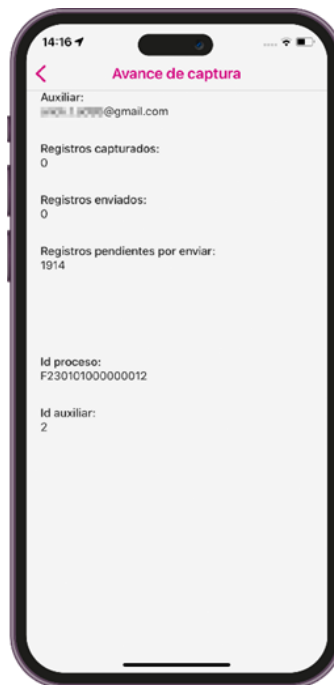 14:16
Avance de captura
Auxiliar:
@gmail.com
Registros capturados:
0
Registros enviados:
0
Registros pendientes por enviar:
1914
Id proceso:
F230101000000012
Id auxiliar:
2